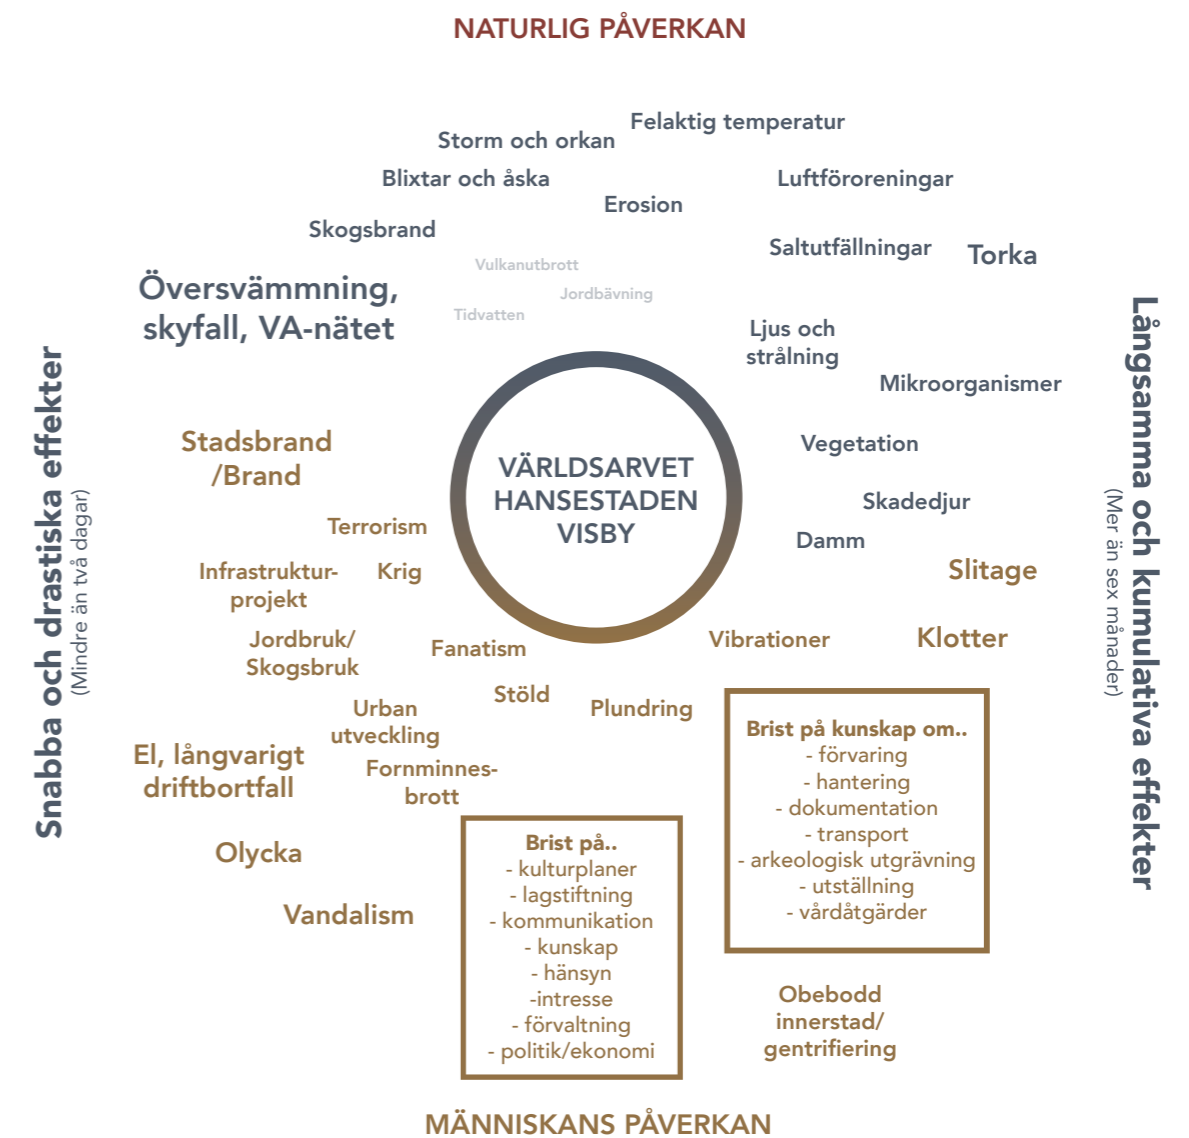 NATURLIG PÅVERKAN
Felaktig temperatur
Storm och orkan
Blixtar och åska
Luftföroreningar
Erosion
Skogsbrand
Saltutfällningar
Torka
Vulkanutbrott
Jordbävning
Tidvatten
Översvämmning,
skyfall, VA-nätet
Ljus och
strålning
Mikroorganismer
Snabba och drastiska effekter
(Mindre än två dagar)
Långsamma och kumulativa effekter
(Mer än sex månader)
Stadsbrand
/Brand
VÄRLDSARVET
HANSESTADEN
VISBY
Vegetation
Skadedjur
Damm
Terrorism
Infrastruktur-
projekt
Krig
Slitage
Jordbruk/
Skogsbruk
Fanatism
Vibrationer
Klotter
Stöld
Plundring
Urban
utveckling
El, långvarigt
driftbortfall
Fornminnes-
brott
Brist på kunskap om..
- förvaring
- hantering
- dokumentation
- transport
- arkeologisk utgrävning
- utställning
- vårdåtgärder
Olycka
Vandalism
Brist på..
- kulturplaner
- lagstiftning
- kommunikation
- kunskap
- hänsyn
-intresse
- förvaltning
- politik/ekonomi
Obebodd
innerstad/
gentrifiering
MÄNNISKANS PÅVERKAN